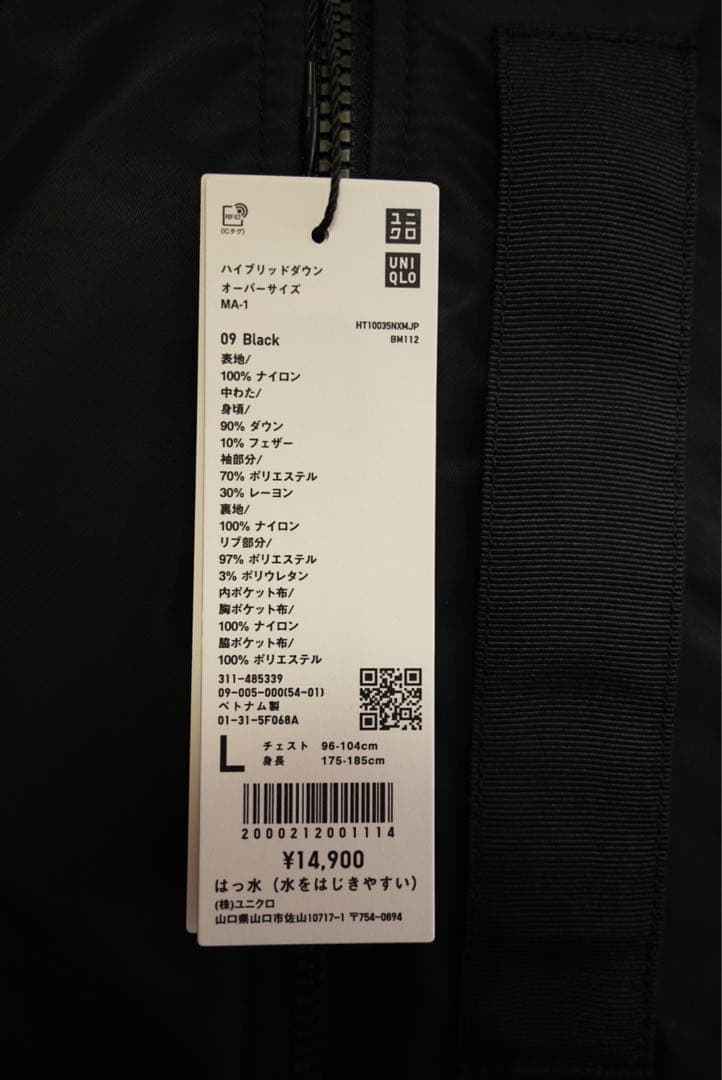 RFID
(ICタグ)
ユニ
クロ
UNI
QLO
ハイブリッドダウン
オーバーサイズ
MA-1
HT10035NXMJP
BM112
09 Black
表地/
100% ナイロン
中わた/
身頃/
90% ダウン
10% フェザー
袖部分/
70% ポリエステル
30% レーヨン
裏地/
100% ナイロン
リブ部分/
97% ポリエステル
3% ポリウレタン
内ポケット布/
胸ポケット布/
100% ナイロン
脇ポケット布/
100% ポリエステル
311-485339
09-005-000(54-01)
ベトナム製
01-31-5F068A
L チェスト 96-104cm
身長 175-185cm
2000212001114
¥14,900
はっ水（水をはじきやすい）
(株)ユニクロ
山口県山口市佐山10717-1 〒754-0894